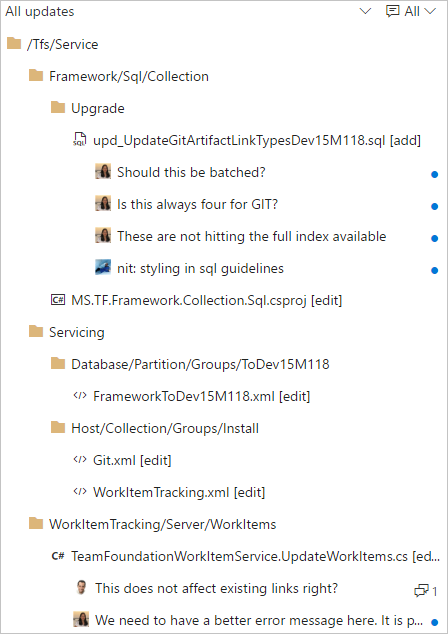 All updates All
/Tfs/Service
Framework/Sql/Collection
Upgrade
SQL upd_UpdateGitArtifactLinkTypesDev15M118.sql [add]
Should this be batched?
Is this always four for GIT?
These are not hitting the full index available
nit: styling in sql guidelines
C# MS.TF.Framework.Collection.Sql.csproj [edit]
Servicing
Database/Partition/Groups/ToDev15M118
</> FrameworkToDev15M118.xml [edit]
Host/Collection/Groups/Install
</> Git.xml [edit]
</> WorkItemTracking.xml [edit]
WorkItemTracking/Server/WorkItems
C# TeamFoundationWorkItemService.UpdateWorkItems.cs [ed...
This does not affect existing links right? 1
We need to have a better error message here. It is p...